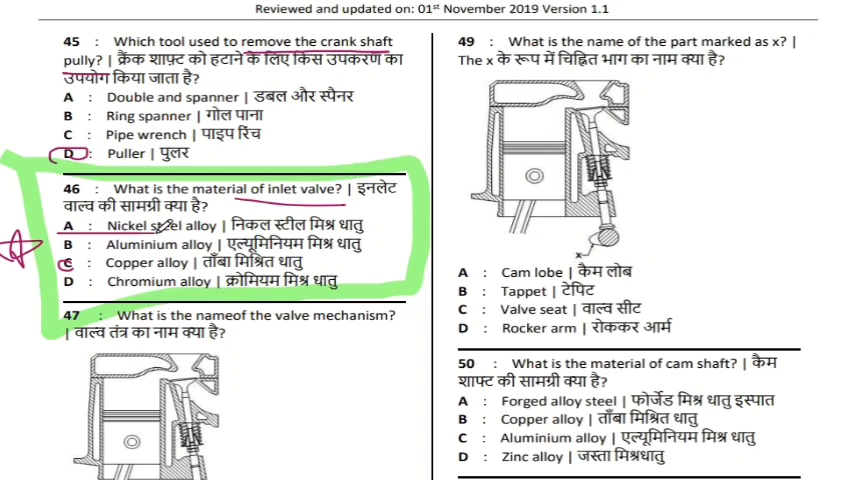 Reviewed and updated on: 01st November 2019 Version 1.1
45 : Which tool used to remove the crank shaft
pully? | क्रैंक शाफ़्ट को हटाने के लिए किस उपकरण का
उपयोग किया जाता है?
A : Double and spanner | डबल और स्पैनर
B : Ring spanner | गोल पाना
C : Pipe wrench | पाइप रिंच
D : Puller | पुलर
46 : What is the material of inlet valve? | इनलेट
वाल्व की सामग्री क्या है?
A : Nickel steel alloy | निकल स्टील मिश्र धातु
B : Aluminium alloy | एल्यूमिनियम मिश्र धातु
C : Copper alloy | ताँबा मिश्रित धातु
D : Chromium alloy | क्रोमियम मिश्र धातु
47 : What is the nameof the valve mechanism?
| वाल्व तंत्र का नाम क्या है?
49 : What is the name of the part marked as x? |
The x के रूप में चिह्नित भाग का नाम क्या है?
x
A : Cam lobe | कैम लोब
B : Tappet | टेपिट
C : Valve seat | वाल्व सीट
D : Rocker arm | रोककर आर्म
50 : What is the material of cam shaft? | कैम
शाफ्ट की सामग्री क्या है?
A : Forged alloy steel | फोर्जेड मिश्र धातु इस्पात
B : Copper alloy | ताँबा मिश्रित धातु
C : Aluminium alloy | एल्यूमिनियम मिश्र धातु
D : Zinc alloy | जस्ता मिश्रधातु